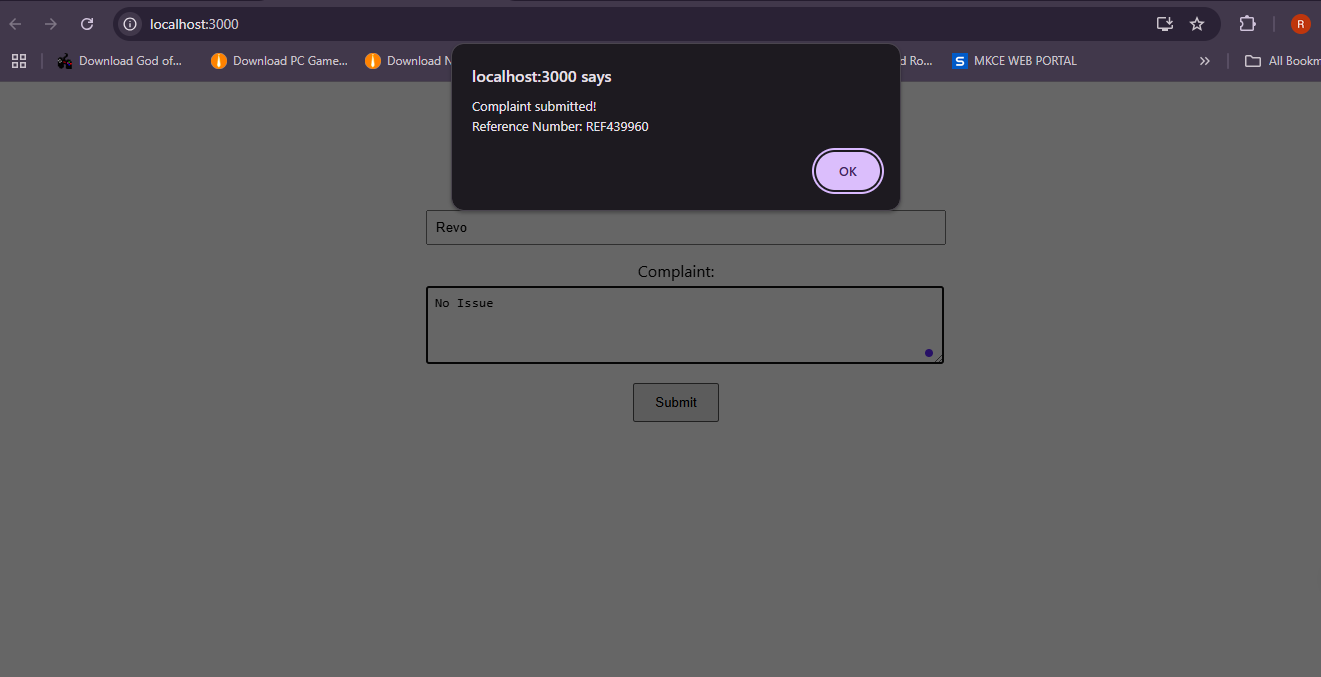 localhost:3000
R
Download God of...
Download PC Game...
Download N
d Ro...
MKCE WEB PORTAL
All Bookm
localhost:3000 says
Complaint submitted!
Reference Number: REF439960
OK
Revo
Complaint:
No Issue
Submit